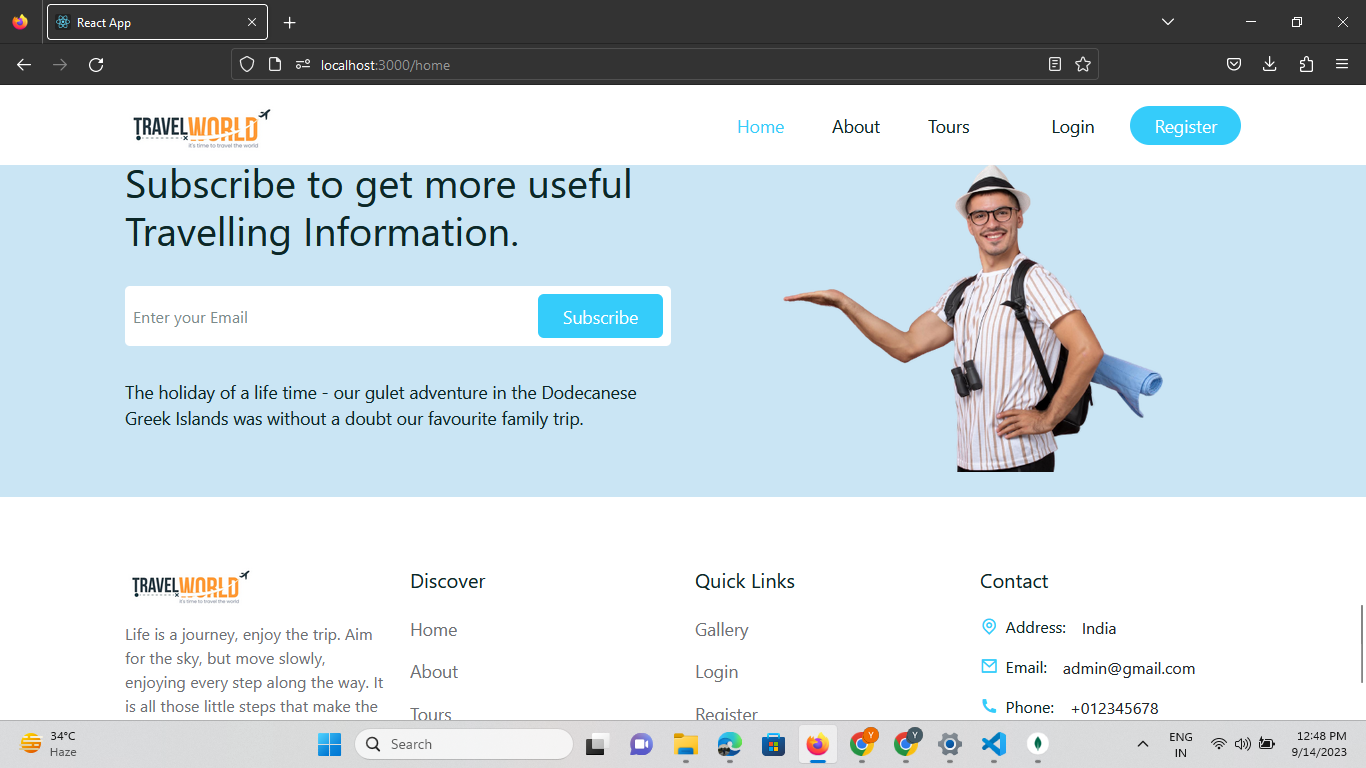 React App
localhost:3000/home
TRAVELWORLD
it's time to travel the world
Home About Tours Login Register
Subscribe to get more useful
Travelling Information.
Enter your Email
Subscribe
The holiday of a life time - our gulet adventure in the Dodecanese
Greek Islands was without a doubt our favourite family trip.
TRAVELWORLD
it's time to travel the world
Life is a journey, enjoy the trip. Aim
for the sky, but move slowly,
enjoying every step along the way. It
is all those little steps that make the
Discover
Home
About
Tours
Quick Links
Gallery
Login
Register
Contact
Address: India
Email: admin@gmail.com
Phone: +012345678
34°C
Haze
Search
Y
Y
ENG
IN
12:48 PM
9/14/2023